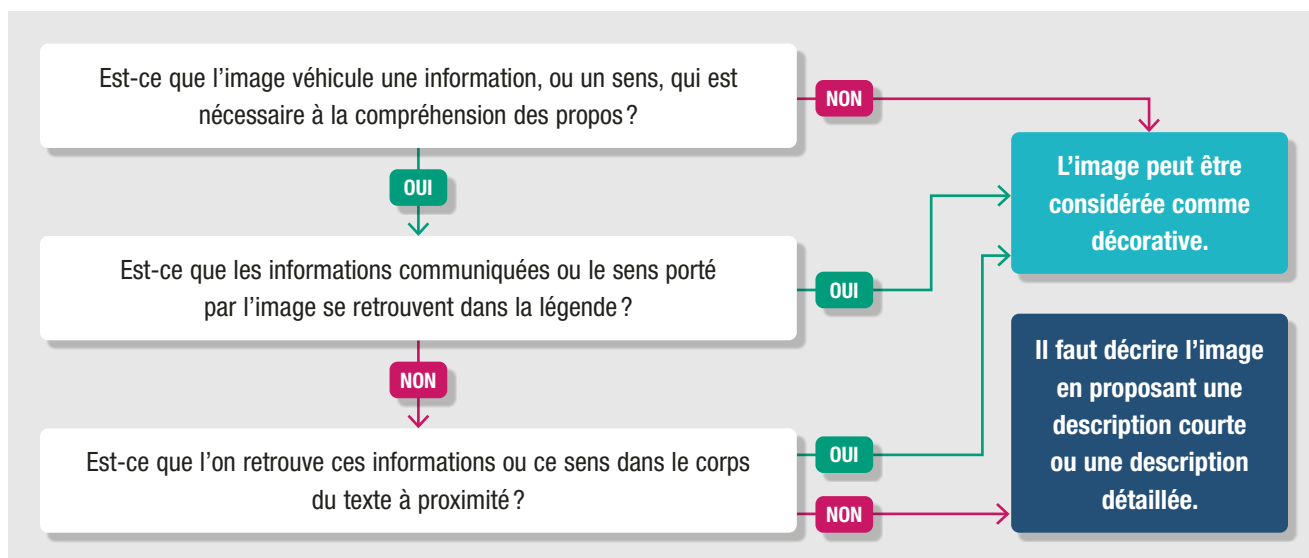 Est-ce que l’image véhicule une information, ou un sens, qui est
nécessaire à la compréhension des propos ?
NON
OUI
L’image peut être
considérée comme
décorative.
Est-ce que les informations communiquées ou le sens porté
par l’image se retrouvent dans la légende ?
OUI
NON
Il faut décrire l’image
en proposant une
description courte
ou une description
détaillée.
Est-ce que l’on retrouve ces informations ou ce sens dans le corps
du texte à proximité ?
OUI
NON